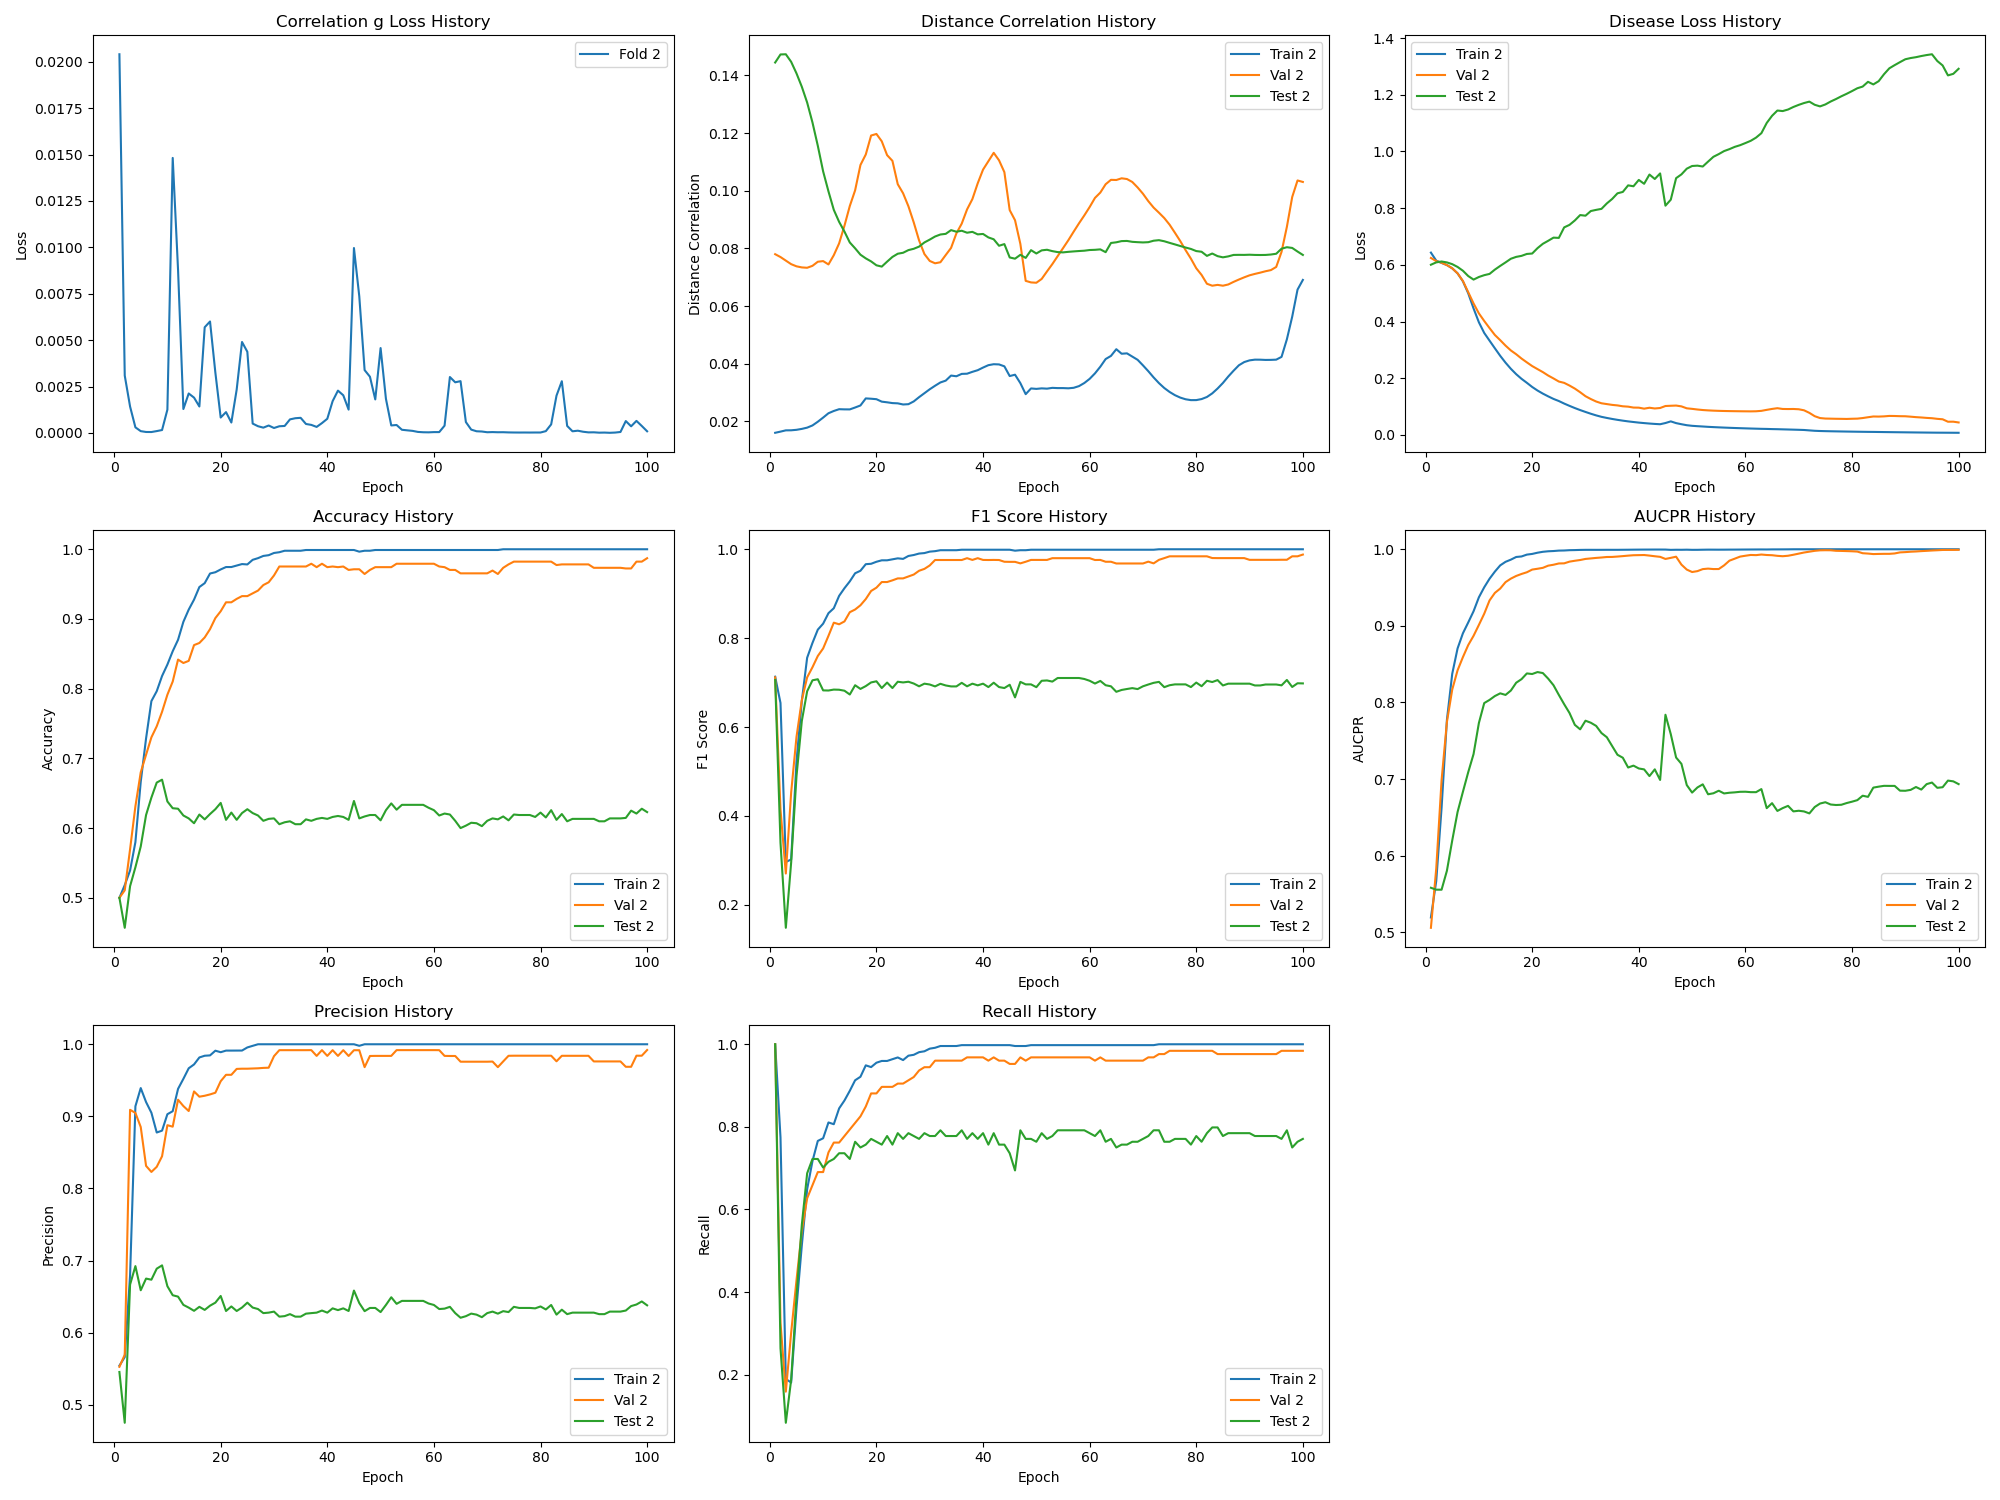 Correlation g Loss History
Loss
0.0200
0.0175
0.0150
0.0125
0.0100
0.0075
0.0050
0.0025
0.0000
Fold 2
0 20 40 60 80 100
Epoch
Distance Correlation History
Distance Correlation
0.14
0.12
0.10
0.08
0.06
0.04
0.02
Train 2
Val 2
Test 2
0 20 40 60 80 100
Epoch
Disease Loss History
Loss
1.4
1.2
1.0
0.8
0.6
0.4
0.2
0.0
Train 2
Val 2
Test 2
0 20 40 60 80 100
Epoch
Accuracy History
Accuracy
1.0
0.9
0.8
0.7
0.6
0.5
Train 2
Val 2
Test 2
0 20 40 60 80 100
Epoch
F1 Score History
F1 Score
1.0
0.8
0.6
0.4
0.2
Train 2
Val 2
Test 2
0 20 40 60 80 100
Epoch
AUCPR History
AUCPR
1.0
0.9
0.8
0.7
0.6
0.5
Train 2
Val 2
Test 2
0 20 40 60 80 100
Epoch
Precision History
Precision
1.0
0.9
0.8
0.7
0.6
0.5
Train 2
Val 2
Test 2
0 20 40 60 80 100
Epoch
Recall History
Recall
1.0
0.8
0.6
0.4
0.2
Train 2
Val 2
Test 2
0 20 40 60 80 100
Epoch